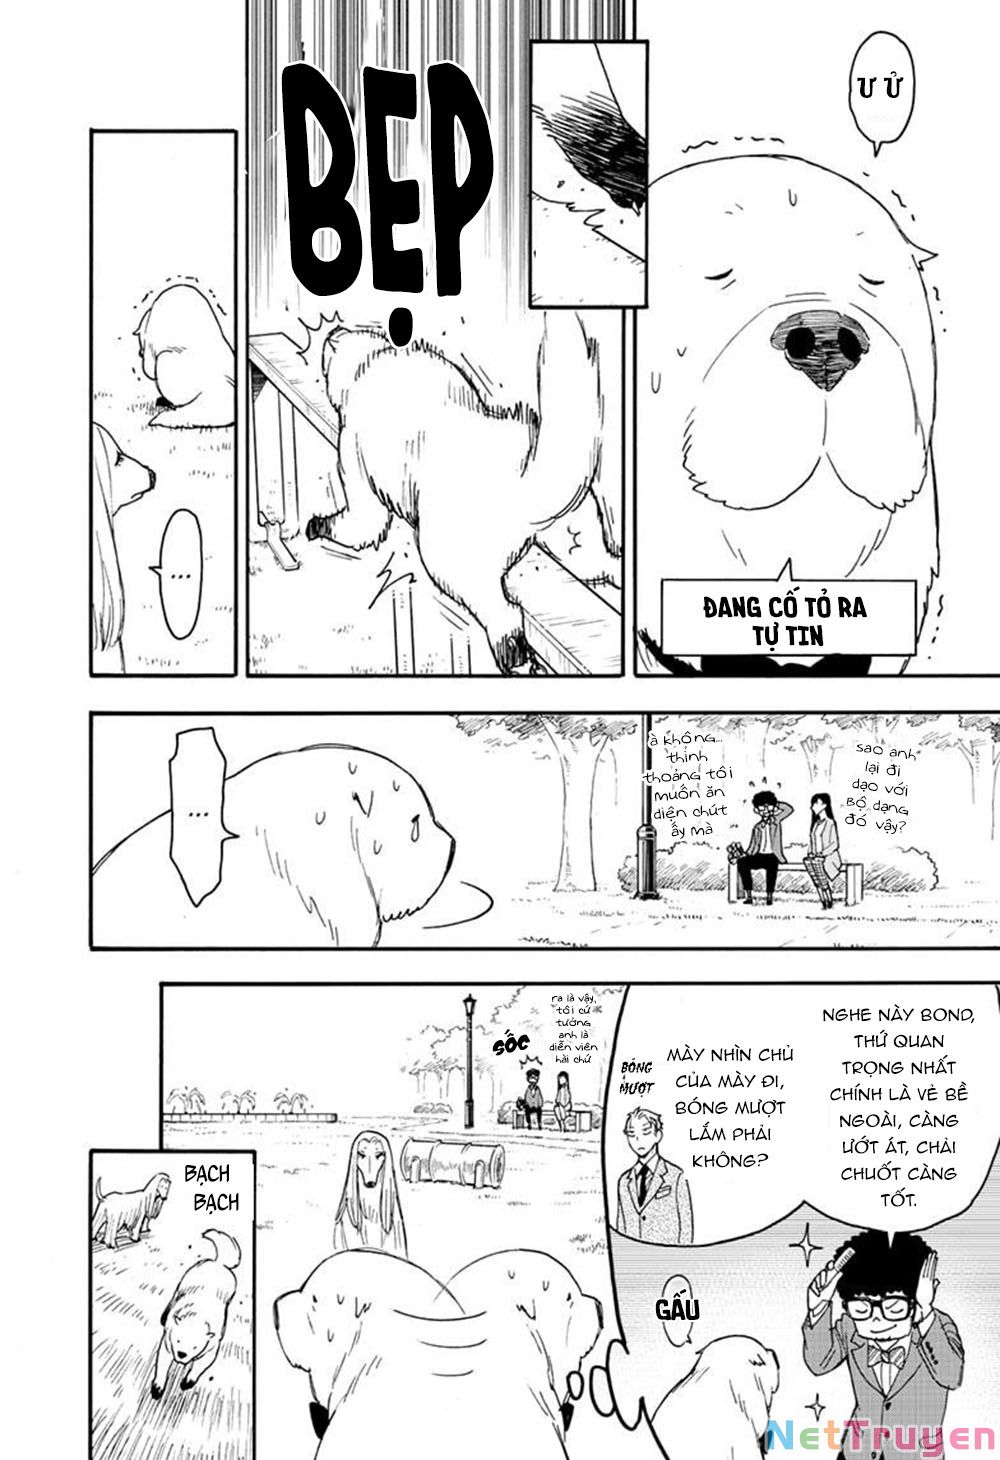 Ư Ử
ĐANG CỐ TỎ RA
TỰ TIN
BẸP
...
sao anh
lại đi
dạo với
bộ dạng
đó vậy?
à không...
thỉnh
thoảng tôi
muốn ăn
diện chút
ấy mà
...
NGHE NÀY BOND,
THỨ QUAN
TRỌNG NHẤT
CHÍNH LÀ VẺ BỀ
NGOÀI, CÀNG
ƯỚT ÁT, CHẢI
CHUỐT CÀNG
TỐT.
MÀY NHÌN CHỦ
CỦA MÀY ĐI,
BÓNG MƯỢT
LẮM PHẢI
KHÔNG?
BÓNG
MƯỢT
GẤU
ra là vậy,
tôi cứ
tưởng
anh là
diễn viên
hài chứ
SỐC
BẠCH
BẠCH
NetTruyen